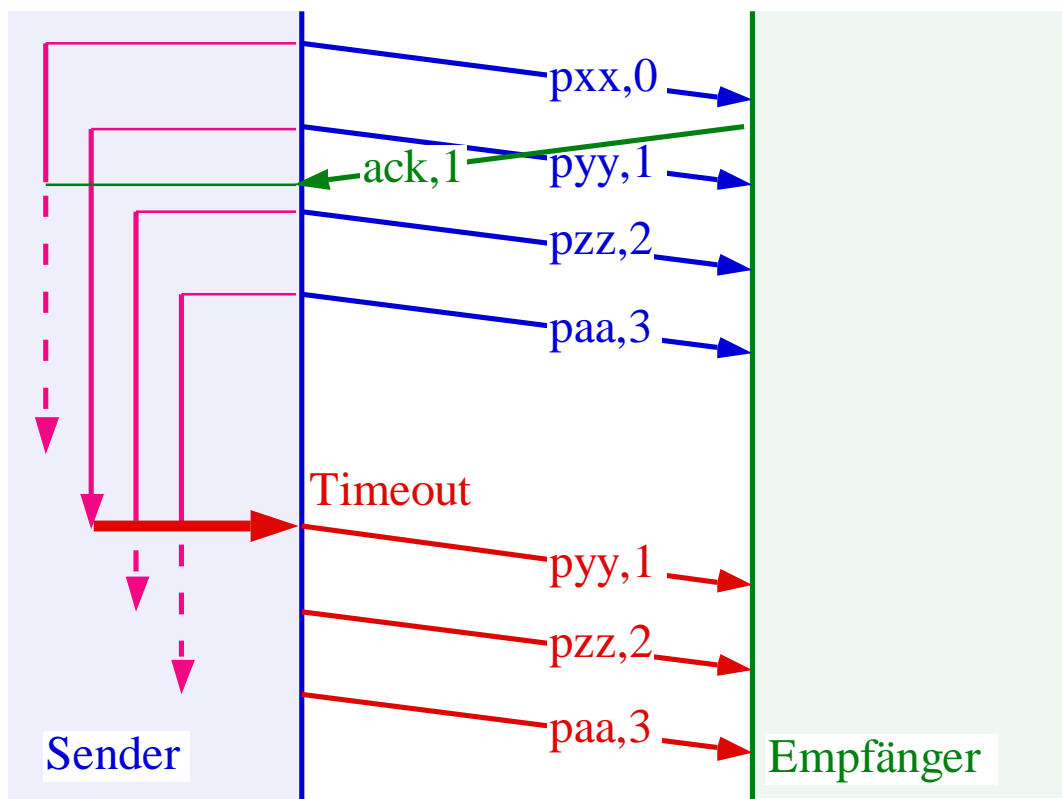 pxx,0
ack,1
pyy,1
pzz,2
paa,3
Timeout
pyy,1
pzz,2
paa,3
Sender
Empfänger